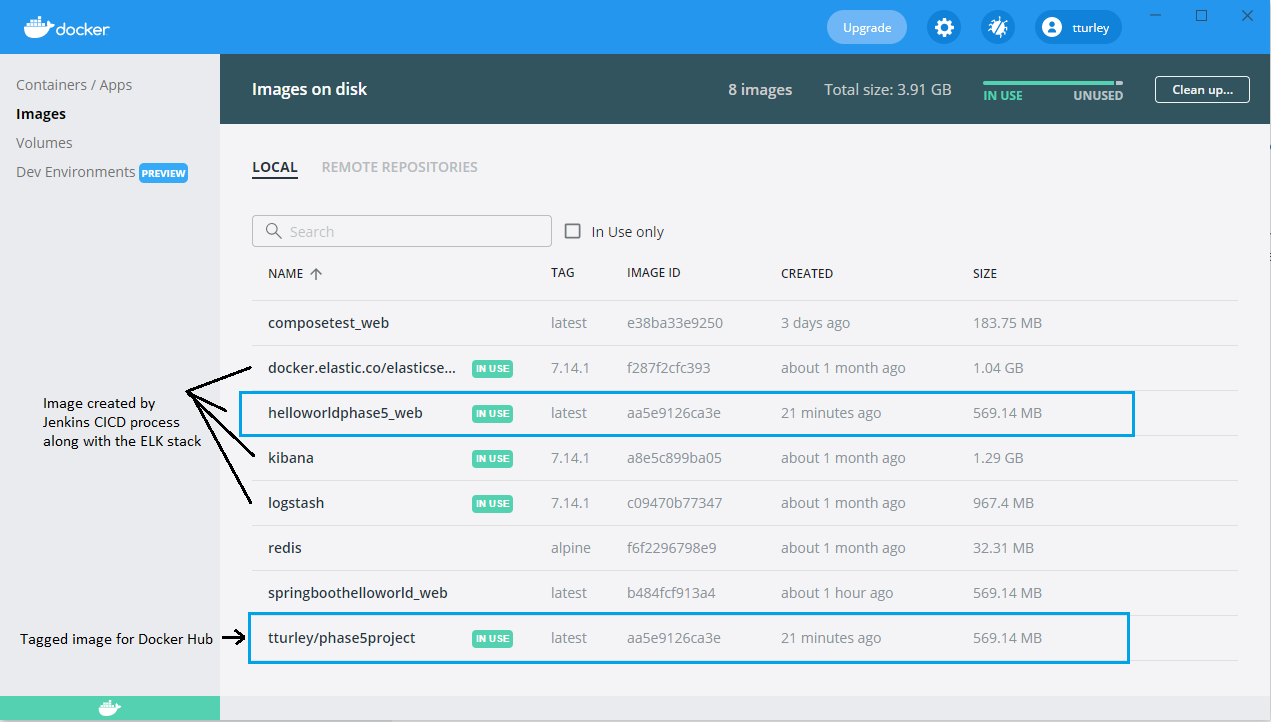 docker
Upgrade
tturley
Containers / Apps
Images
Volumes
Dev Environments PREVIEW
Images on disk
8 images
Total size: 3.91 GB
IN USE
UNUSED
Clean up...
LOCAL
REMOTE REPOSITORIES
Search
In Use only
NAME TAG IMAGE ID CREATED SIZE
composetest_web latest e38ba33e9250 3 days ago 183.75 MB
docker.elastic.co/elasticse... IN USE 7.14.1 f287f2cfc393 about 1 month ago 1.04 GB
helloworldphase5_web IN USE latest aa5e9126ca3e 21 minutes ago 569.14 MB
kibana IN USE 7.14.1 a8e5c899ba05 about 1 month ago 1.29 GB
logstash IN USE 7.14.1 c09470b77347 about 1 month ago 967.4 MB
redis alpine f6f2296798e9 about 1 month ago 32.31 MB
springboothelloworld_web latest b484fcf913a4 about 1 hour ago 569.14 MB
tturley/phase5project IN USE latest aa5e9126ca3e 21 minutes ago 569.14 MB
Image created by
Jenkins CICD process
along with the ELK stack
Tagged image for Docker Hub